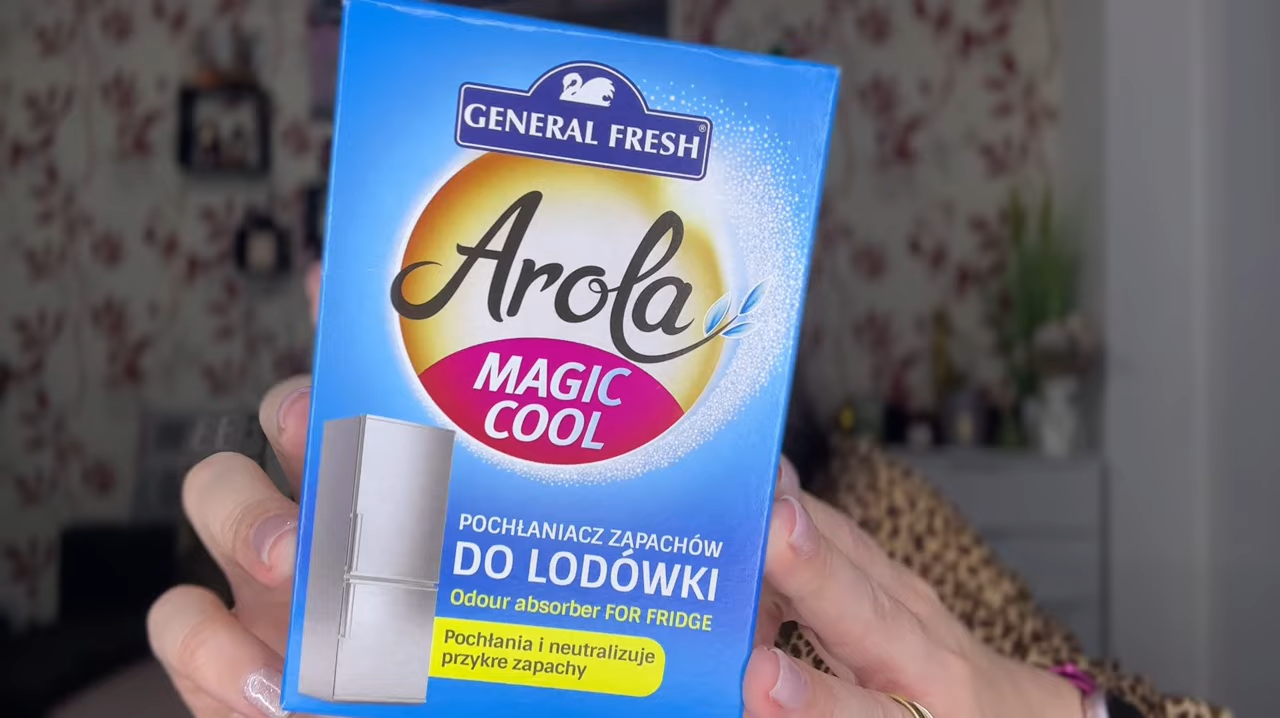 GENERAL FRESH®
Arola
MAGIC
COOL
POCHŁANIACZ ZAPACHÓW
DO LODÓWKI
Odour absorber FOR FRIDGE
Pochłania i neutralizuje
przykre zapachy